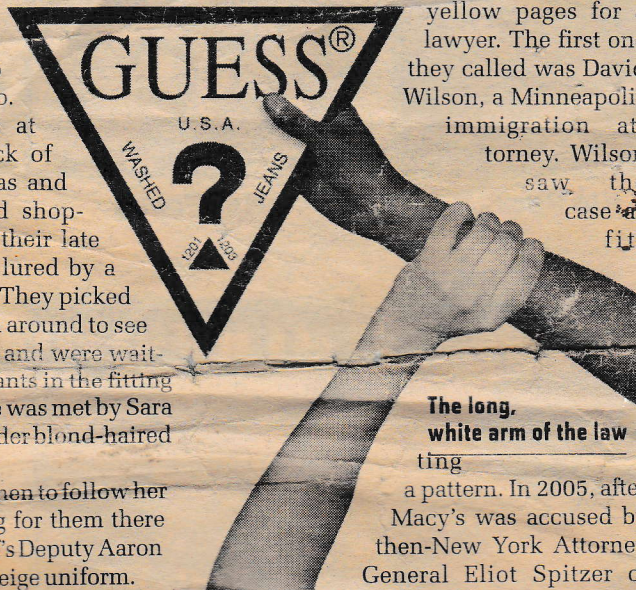 GUESS®
U.S.A.
WASHED
JEANS
?
1201 1203
at
ck of
as and
d shop-
their late
lured by a
They picked
around to see
and were wait-
ants in the fitting
was met by Sara
der blond-haired
men to follow her
g for them there
's Deputy Aaron
eige uniform.
yellow pages for
lawyer. The first on
they called was David
Wilson, a Minneapoli
immigration at
torney. Wilson
saw th
case a
fit
The long,
white arm of the law
ting
a pattern. In 2005, afte
Macy's was accused b
then-New York Attorne
General Eliot Spitzer o